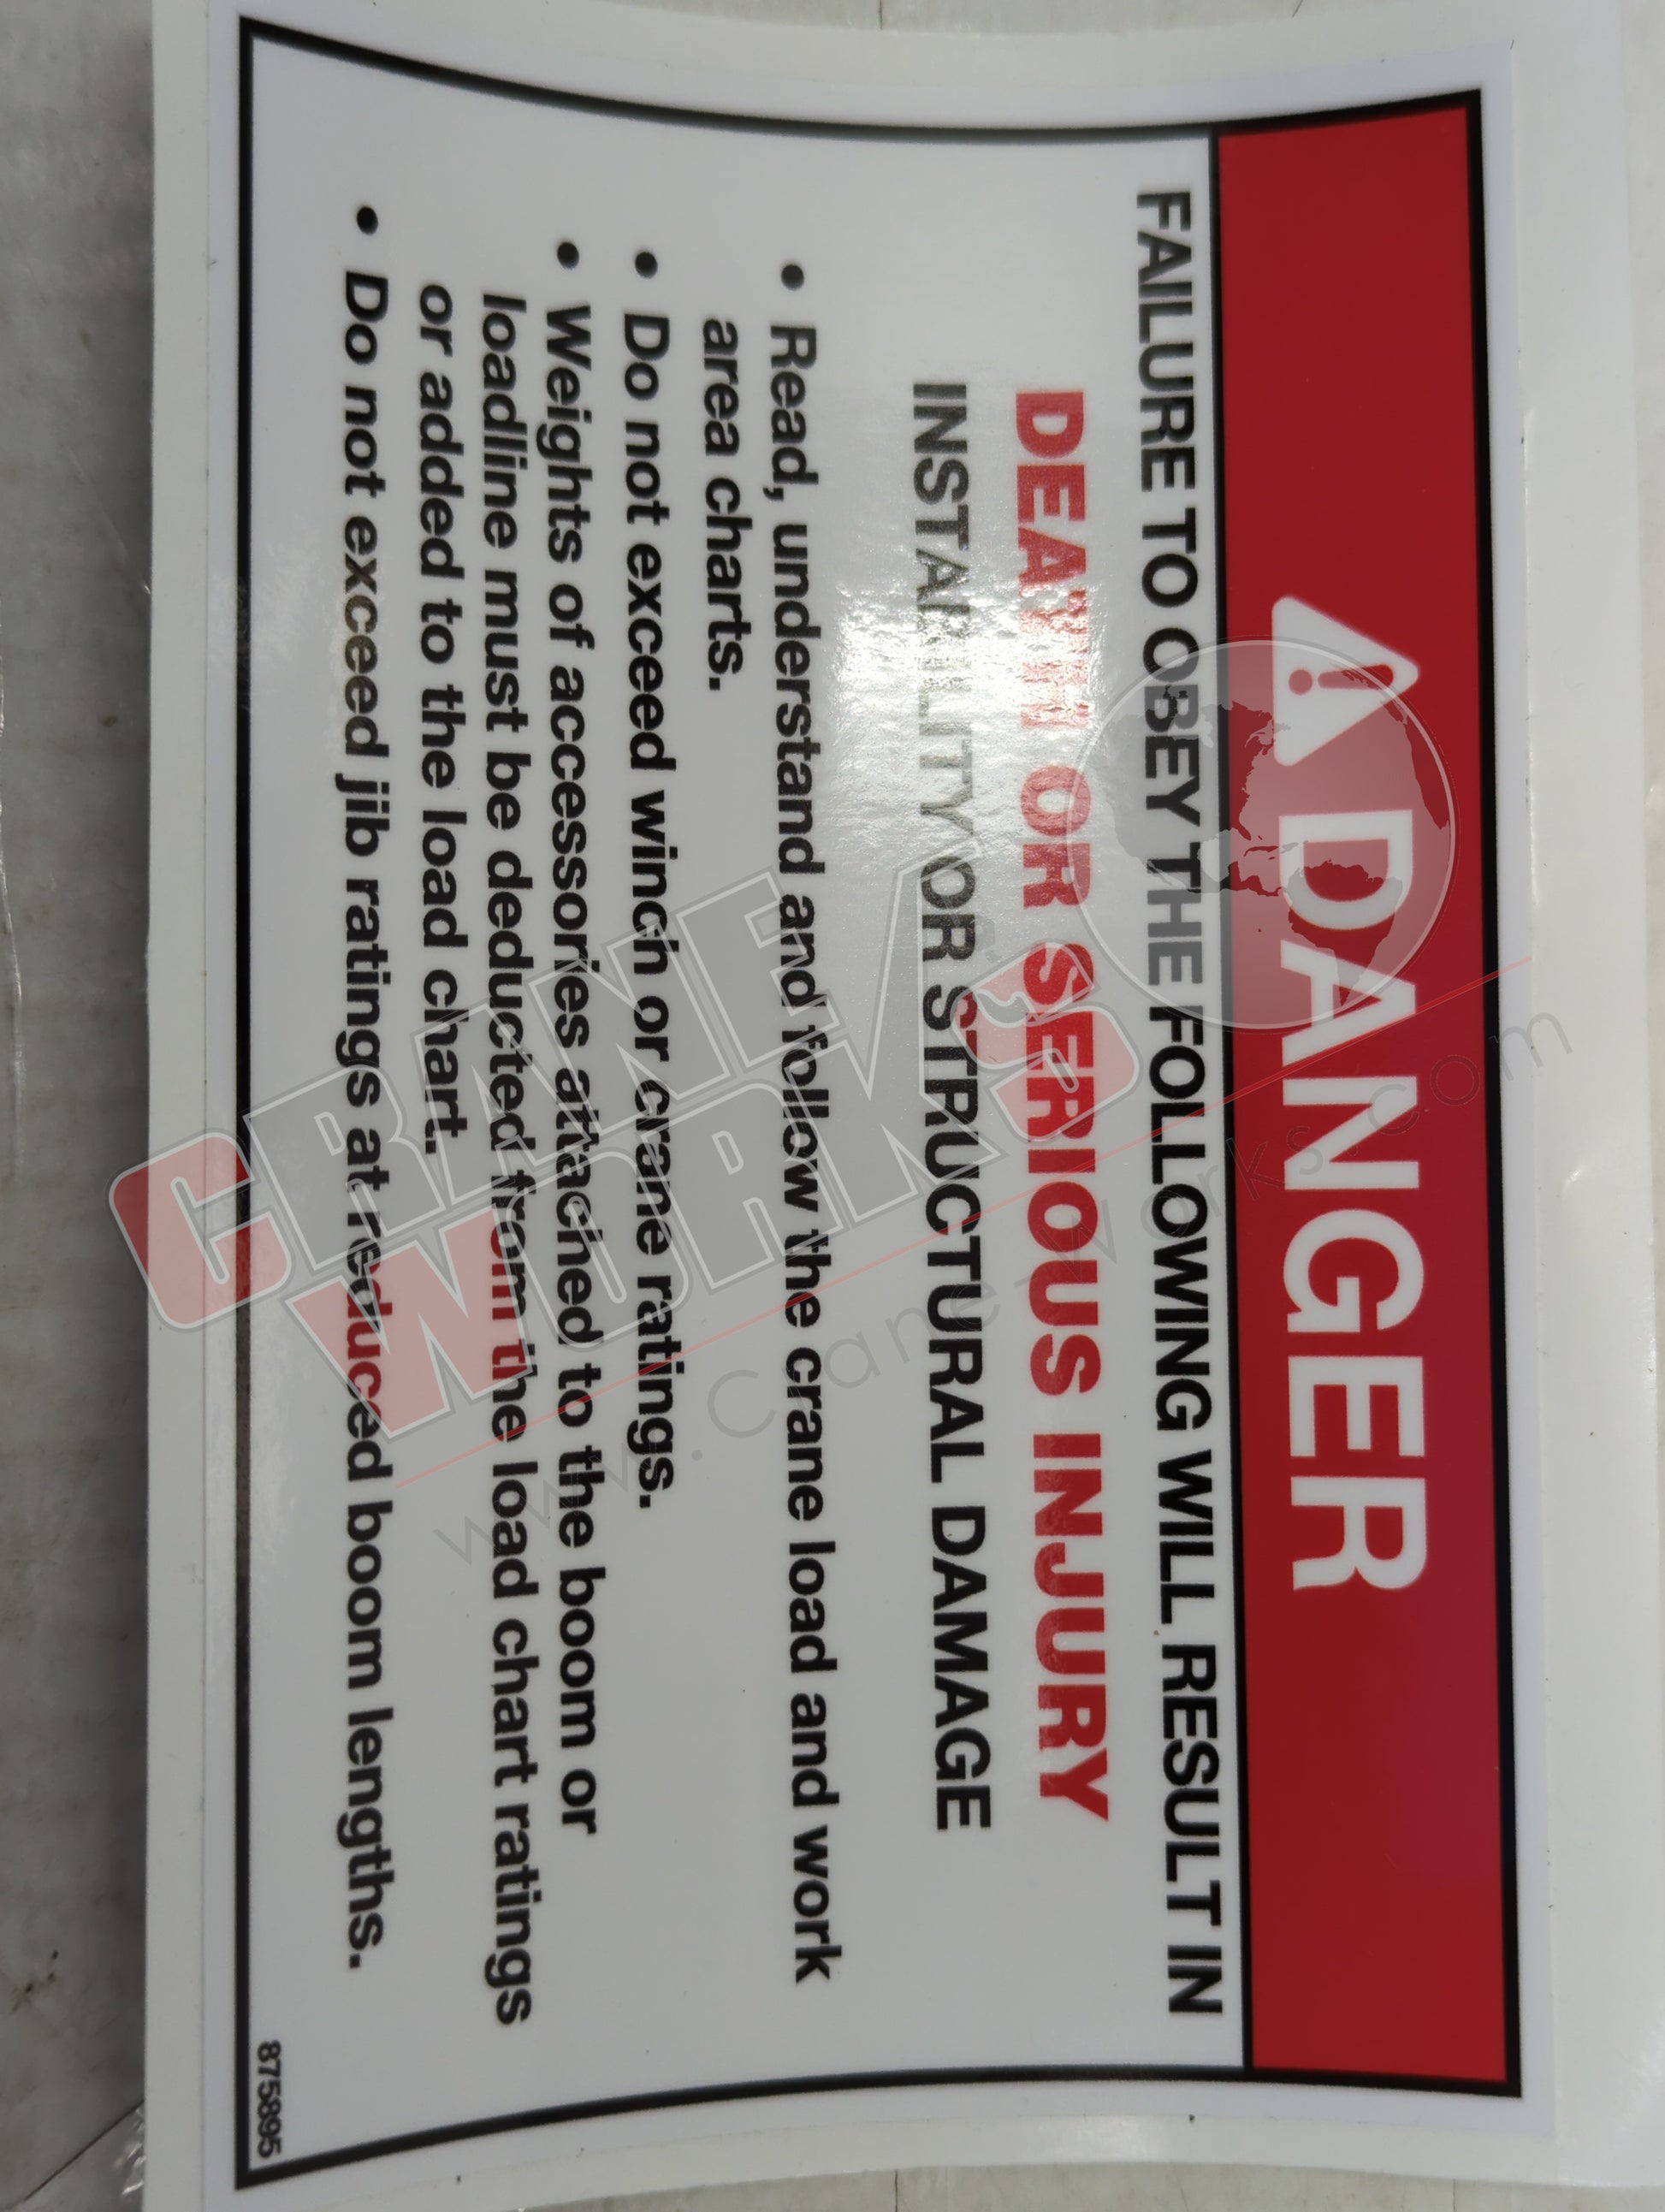 DANGER
FAILURE TO OBEY THE FOLLOWING WILL RESULT IN
DEATH OR SERIOUS INJURY
INSTABILITY OR STRUCTURAL DAMAGE
• Read, understand and follow the crane load and work
area charts.
• Do not exceed winch or crane ratings.
• Weights of accessories attached to the boom or
loadline must be deducted from the load chart ratings
or added to the load chart.
• Do not exceed jib ratings at reduced boom lengths.
8758995
CRANE
WORKS
www.Crane-Works.com